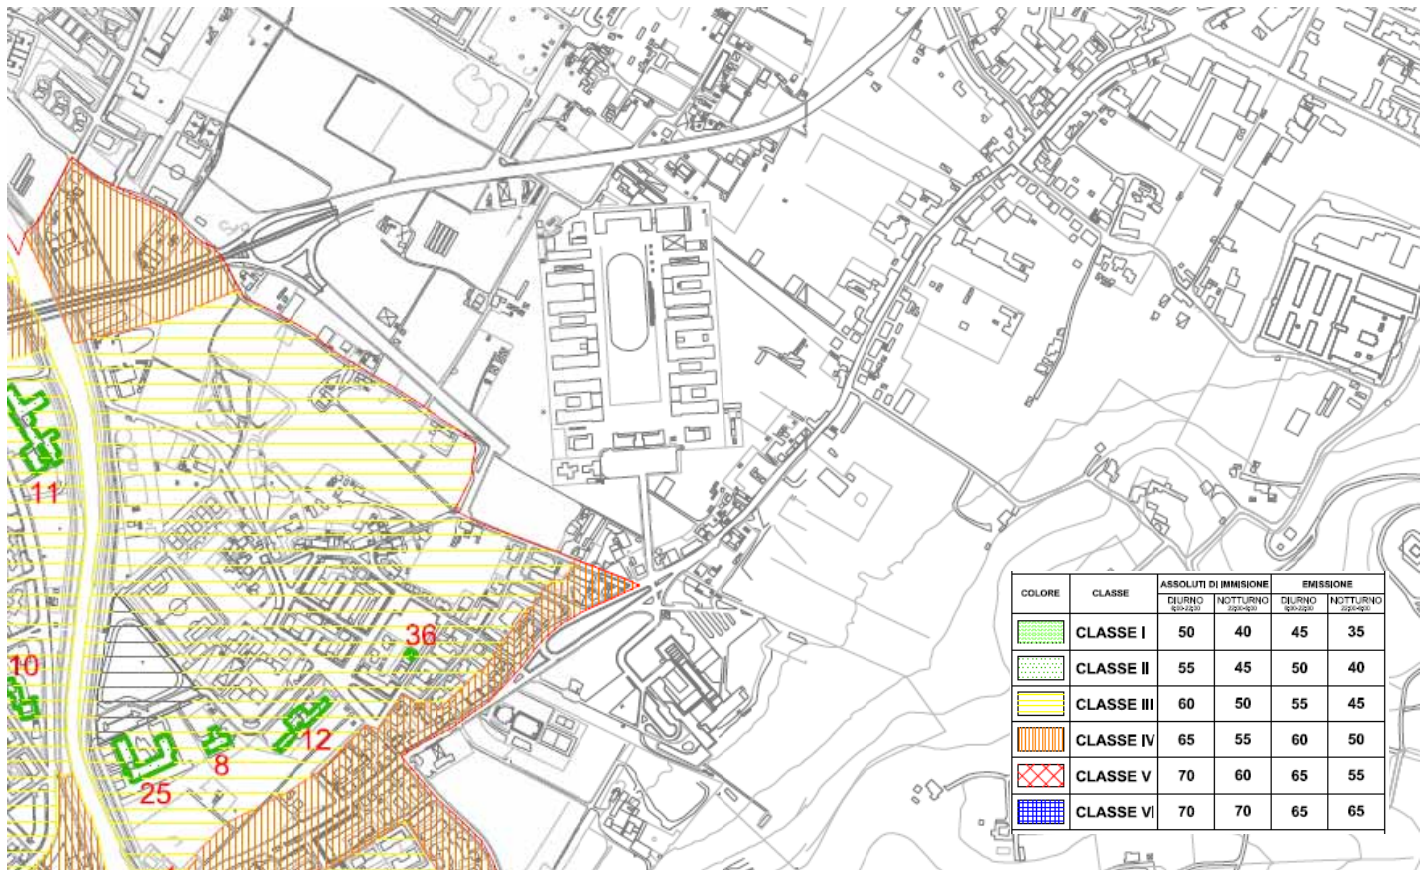 11
10
36
12
8
25
COLORE CLASSE ASSOLUTI DI IMMISIONE EMISSIONE
DIURNO NOTTURNO DIURNO NOTTURNO
CLASSE I 50 40 45 35
CLASSE II 55 45 50 40
CLASSE III 60 50 55 45
CLASSE IV 65 55 60 50
CLASSE V 70 60 65 55
CLASSE VI 70 70 65 65